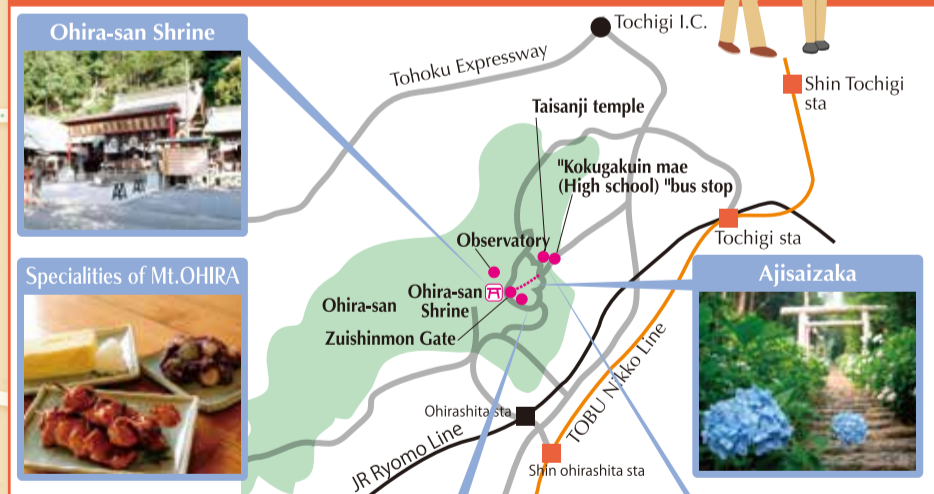 Ohira-san Shrine
Tochigi I.C.
Tohoku Expressway
Shin Tochigi
sta
Taisanji temple
"Kokugakuin mae
(High school) "bus stop
Tochigi sta
Observatory
Specialities of Mt.OHIRA
Ajisaizaka
Ohira-san
Ohira-san
Shrine
Zuishinmon Gate
TOBU Nikko Line
Ohirashita sta
JR Ryomo Line
Shin ohirashita sta